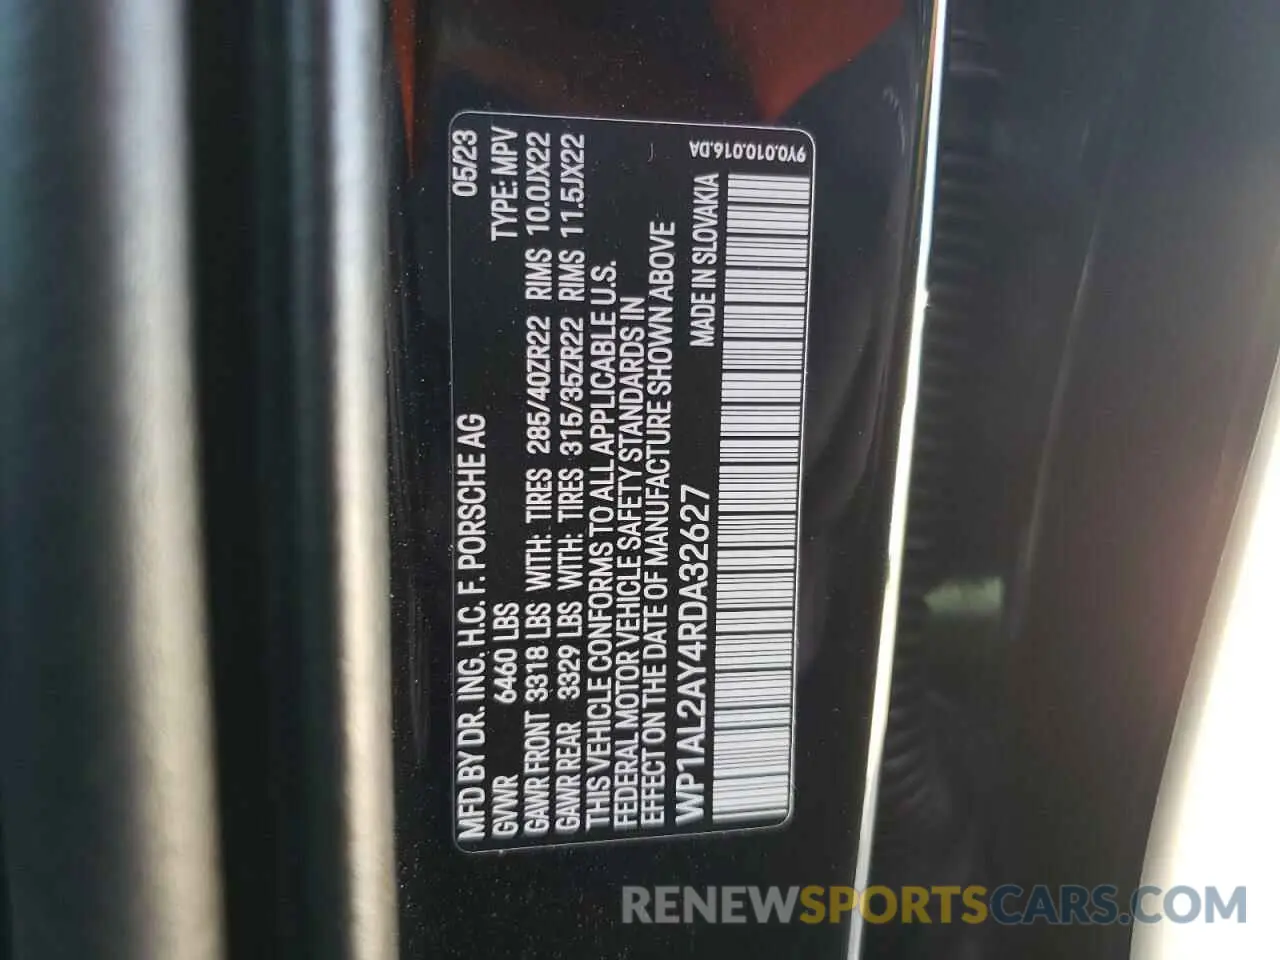 MFD BY DR. ING. H.C. F. PORSCHE AG 05/23
GVWR 6460 LBS TYPE: MPV
GAWR FRONT 3318 LBS WITH: TIRES 285/40ZR22 RIMS 10.0JX22
GAWR REAR 3329 LBS WITH: TIRES 315/35ZR22 RIMS 11.5JX22
THIS VEHICLE CONFORMS TO ALL APPLICABLE U.S.
FEDERAL MOTOR VEHICLE SAFETY STANDARDS IN
EFFECT ON THE DATE OF MANUFACTURE SHOWN ABOVE
WP1AL2AY4RDA32627 MADE IN SLOVAKIA
9Y0.010.016.DA
RENEWSPORTSCARS.COM